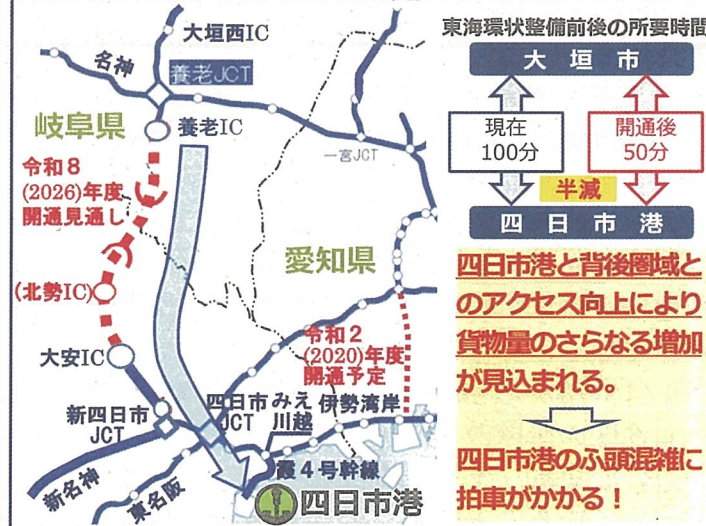 大垣西IC
名神
養老JCT
岐阜県
養老IC
一宮JCT
令和8
(2026)年度
開通見通し
愛知県
(北勢IC)
令和2
(2020)年度
開通予定
大安IC
新四日市
JCT
四日市
JCT
みえ
川越
伊勢湾岸
霞4号幹線
新名神
東名阪
四日市港
東海環状整備前後の所要時間
大垣市
現在
100分
開通後
50分
半減
四日市港
四日市港と背後圏域と
のアクセス向上により
貨物量のさらなる増加
が見込まれる。
四日市港のふ頭混雑に
拍車がかかる！